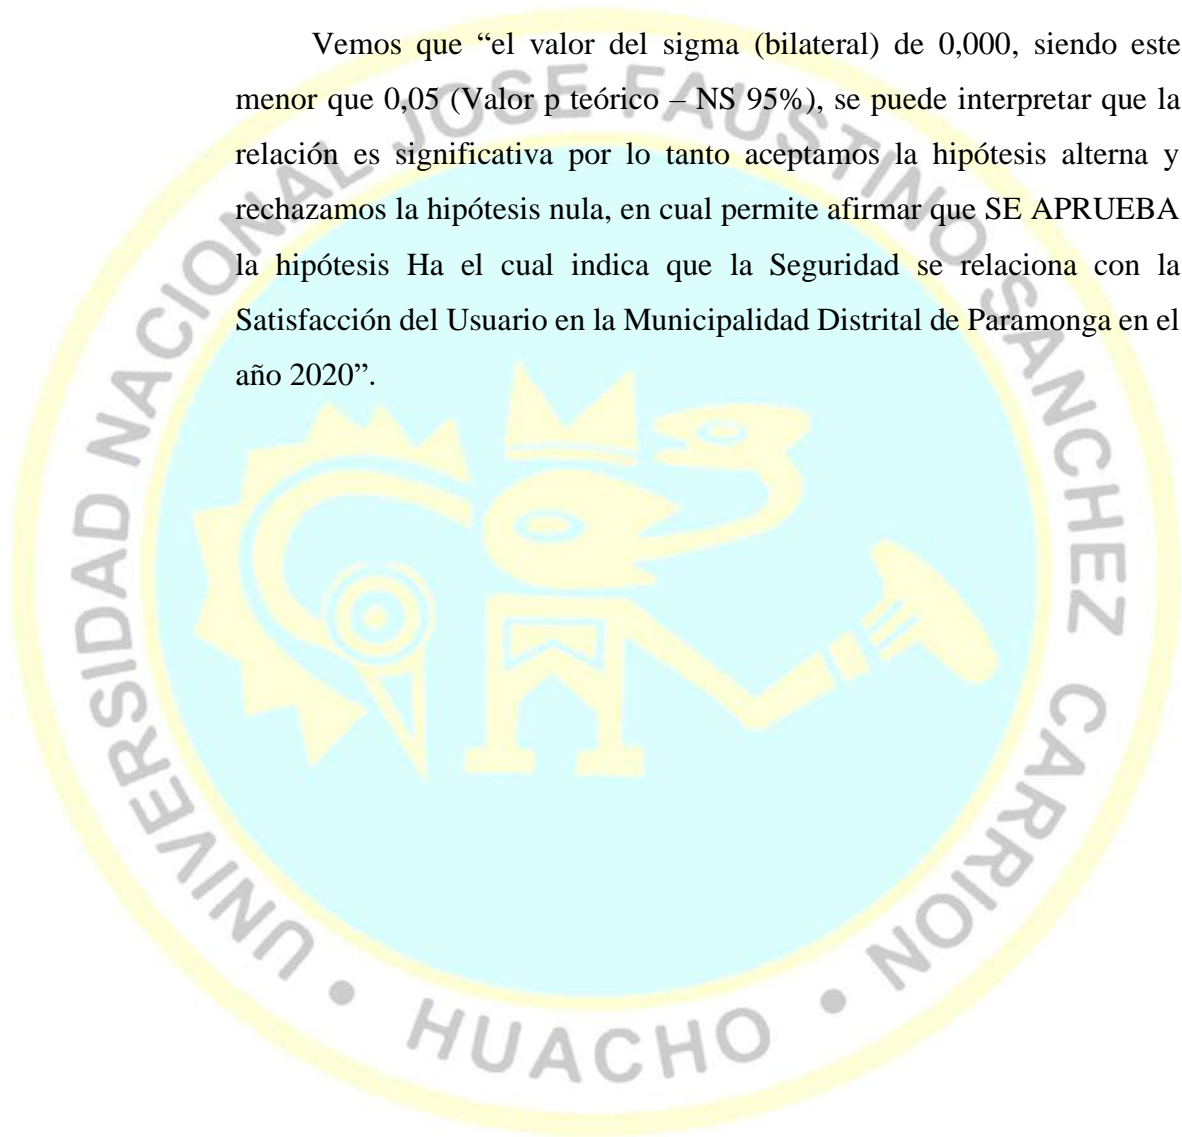 Vemos que “el valor del sigma (bilateral) de 0,000, siendo este
menor que 0,05 (Valor p teórico – NS 95%), se puede interpretar que la
relación es significativa por lo tanto aceptamos la hipótesis alterna y
rechazamos la hipótesis nula, en cual permite afirmar que SE APRUEBA
la hipótesis Ha el cual indica que la Seguridad se relaciona con la
Satisfacción del Usuario en la Municipalidad Distrital de Paramonga en el
año 2020”.
UNIVERSIDAD NACIONAL JOSE FAUSTINO SANCHEZ CARRION
• HUACHO •